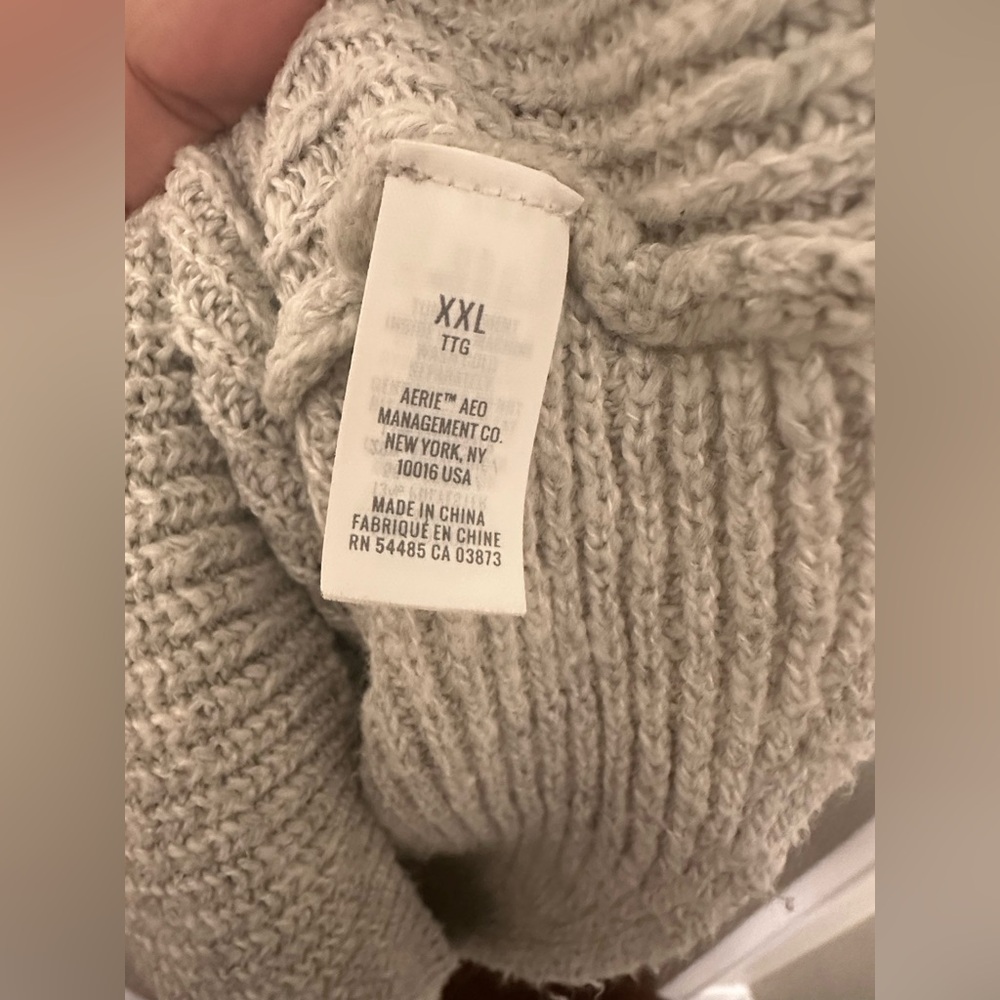 XXL
TTG
AERIE™ AEO
MANAGEMENT CO.
NEW YORK, NY
10016 USA
MADE IN CHINA
FABRIQUÉ EN CHINE
RN 54485 CA 03873